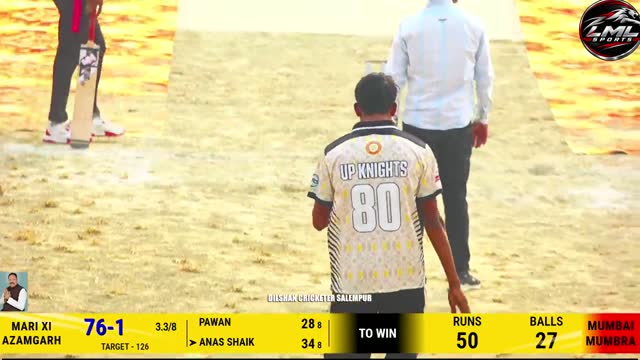 LML
SPORTS
UP KNIGHTS
80
DILSHAN CRICKETER SALEMPUR
MARI XI
AZAMGARH
76-1
3.3/8
TARGET - 126
PAWAN 28 8
➤ ANAS SHAIK 34 8
TO WIN
RUNS
50
BALLS
27
MUMBAI
MUMBRA